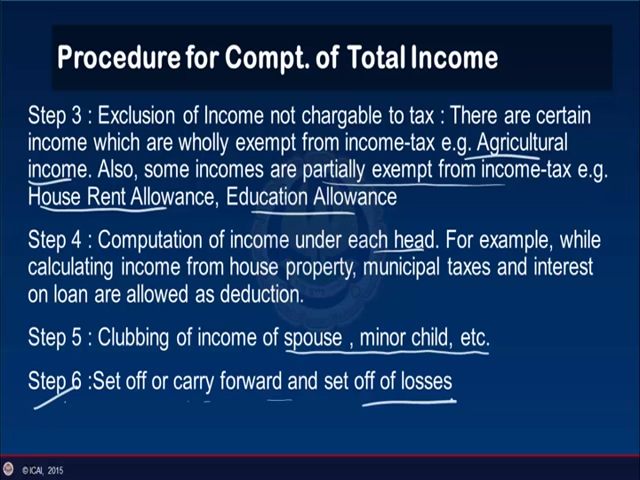 Procedure for Compt. of Total Income
Step 3 : Exclusion of Income not chargable to tax : There are certain
income which are wholly exempt from income-tax e.g. Agricultural
income. Also, some incomes are partially exempt from income-tax e.g.
House Rent Allowance, Education Allowance
Step 4 : Computation of income under each head. For example, while
calculating income from house property, municipal taxes and interest
on loan are allowed as deduction.
Step 5 : Clubbing of income of spouse , minor child, etc.
Step 6 :Set off or carry forward and set off of losses
© ICAI, 2015